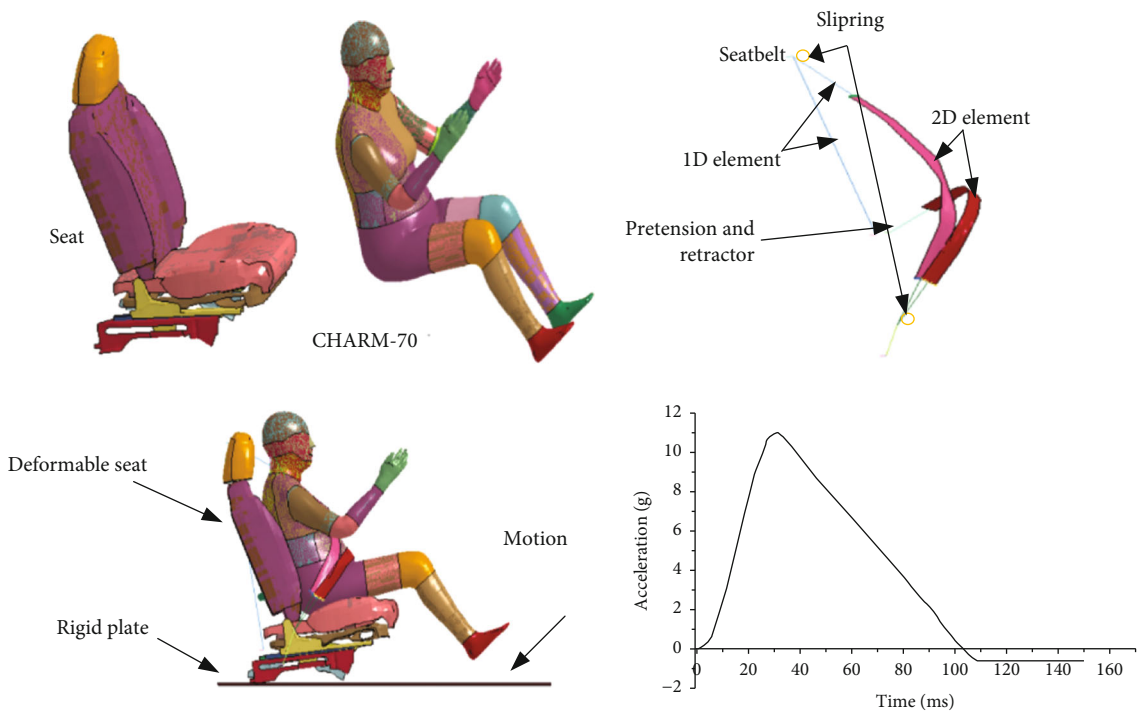 Seat
CHARM-70
Slipring
Seatbelt
2D element
1D element
Pretension and
retractor
Deformable seat
Motion
Rigid plate
12
10
8
6
4
2
0
−2
Acceleration (g)
0 20 40 60 80 100 120 140 160
Time (ms)